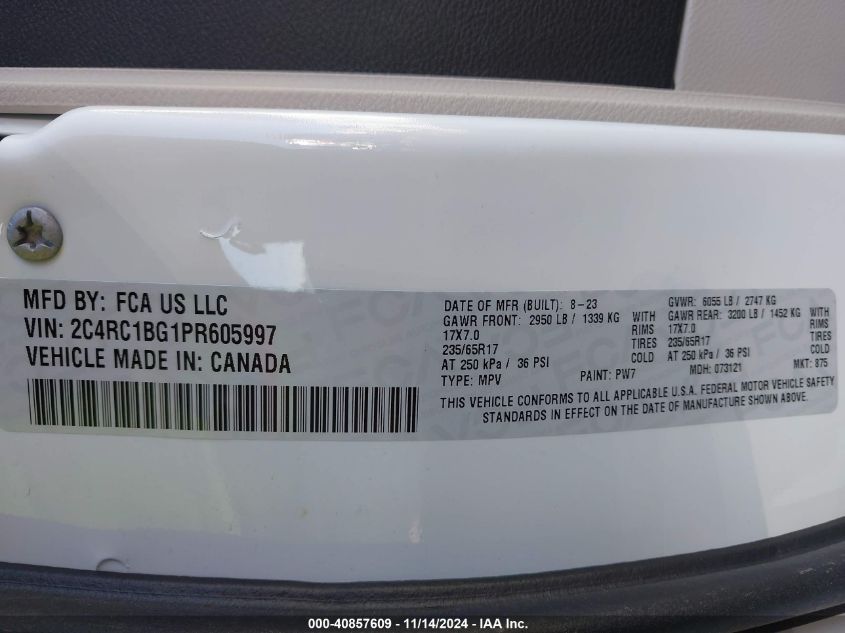 MFD BY: FCA US LLC
VIN: 2C4RC1BG1PR605997
VEHICLE MADE IN: CANADA
DATE OF MFR (BUILT): 8-23
GVWR: 6055 LB / 2747 KG
GAWR FRONT: 2950 LB / 1339 KG WITH
GAWR REAR: 3200 LB / 1452 KG WITH
17X7.0 RIMS
17X7.0 RIMS
235/65R17 TIRES
235/65R17 TIRES
AT 250 kPa / 36 PSI COLD
AT 250 kPa / 36 PSI COLD
TYPE: MPV PAINT: PW7 MDH: 073121 MKT: 875
THIS VEHICLE CONFORMS TO ALL APPLICABLE U.S.A. FEDERAL MOTOR VEHICLE SAFETY
STANDARDS IN EFFECT ON THE DATE OF MANUFACTURE SHOWN ABOVE.
000-40857609 - 11/14/2024 - IAA Inc.